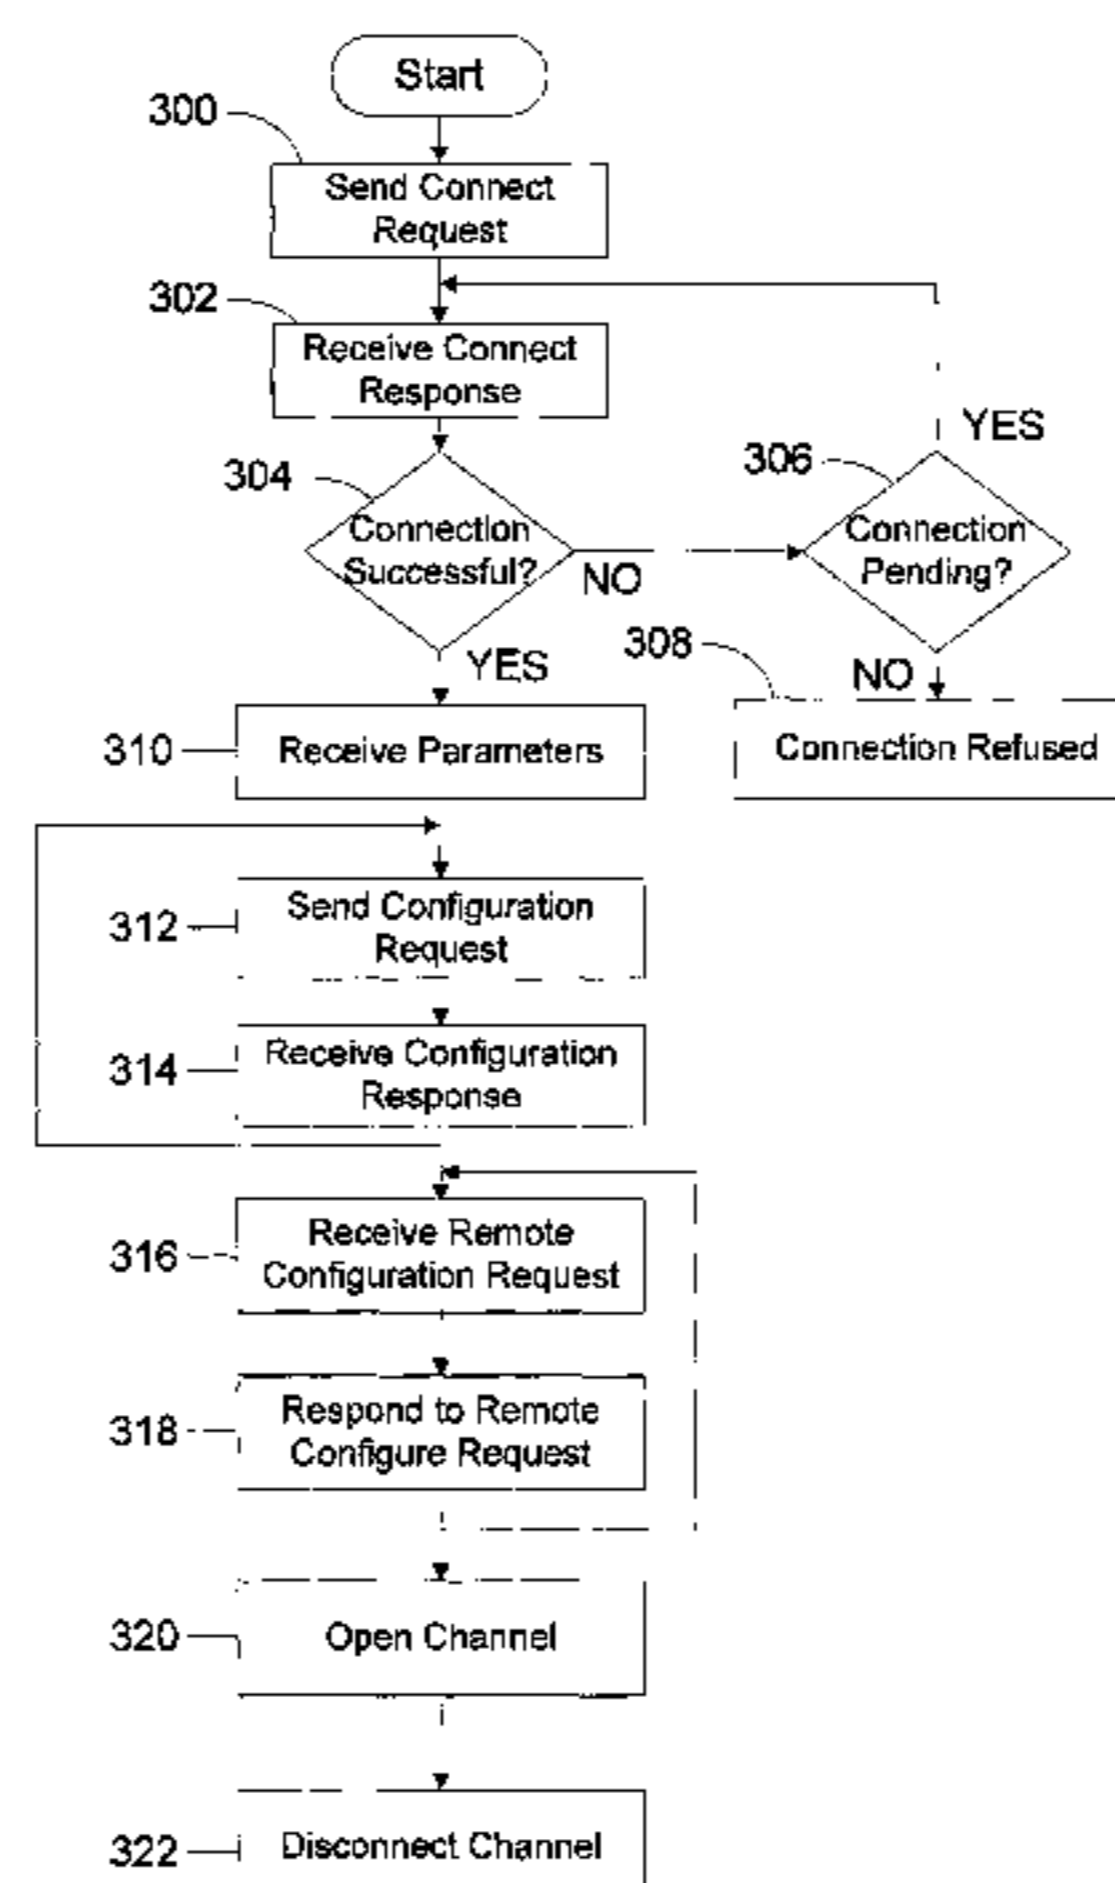 Start
300
Send Connect
Request
302
Receive Connect
Response
304
Connection
Successful?
NO
YES
306
Connection
Pending?
YES
NO
308
Connection Refused
310
Receive Parameters
312
Send Configuration
Request
314
Receive Configuration
Response
316
Receive Remote
Configuration Request
318
Respond to Remote
Configure Request
320
Open Channel
322
Disconnect Channel